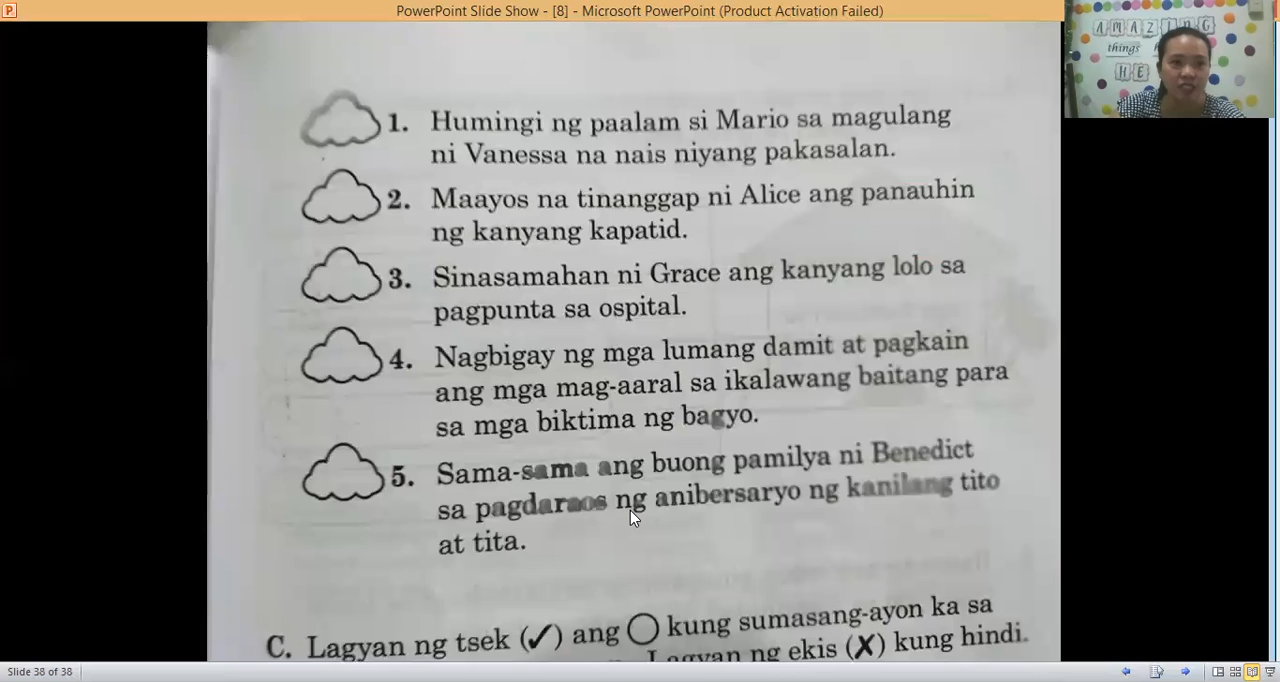 PowerPoint Slide Show - [8] - Microsoft PowerPoint (Product Activation Failed)
AMAZING
things
HE
1. Humingi ng paalam si Mario sa magulang
ni Vanessa na nais niyang pakasalan.
2. Maayos na tinanggap ni Alice ang panauhin
ng kanyang kapatid.
3. Sinasamahan ni Grace ang kanyang lolo sa
pagpunta sa ospital.
4. Nagbigay ng mga lumang damit at pagkain
ang mga mag-aaral sa ikalawang baitang para
sa mga biktima ng bagyo.
5. Sama-sama ang buong pamilya ni Benedict
sa pagdaraos ng anibersaryo ng kanilang tito
at tita.
C. Lagyan ng tsek (✓) ang ◯ kung sumasang-ayon ka sa
Lagyan ng ekis (✗) kung hindi.
Slide 38 of 38